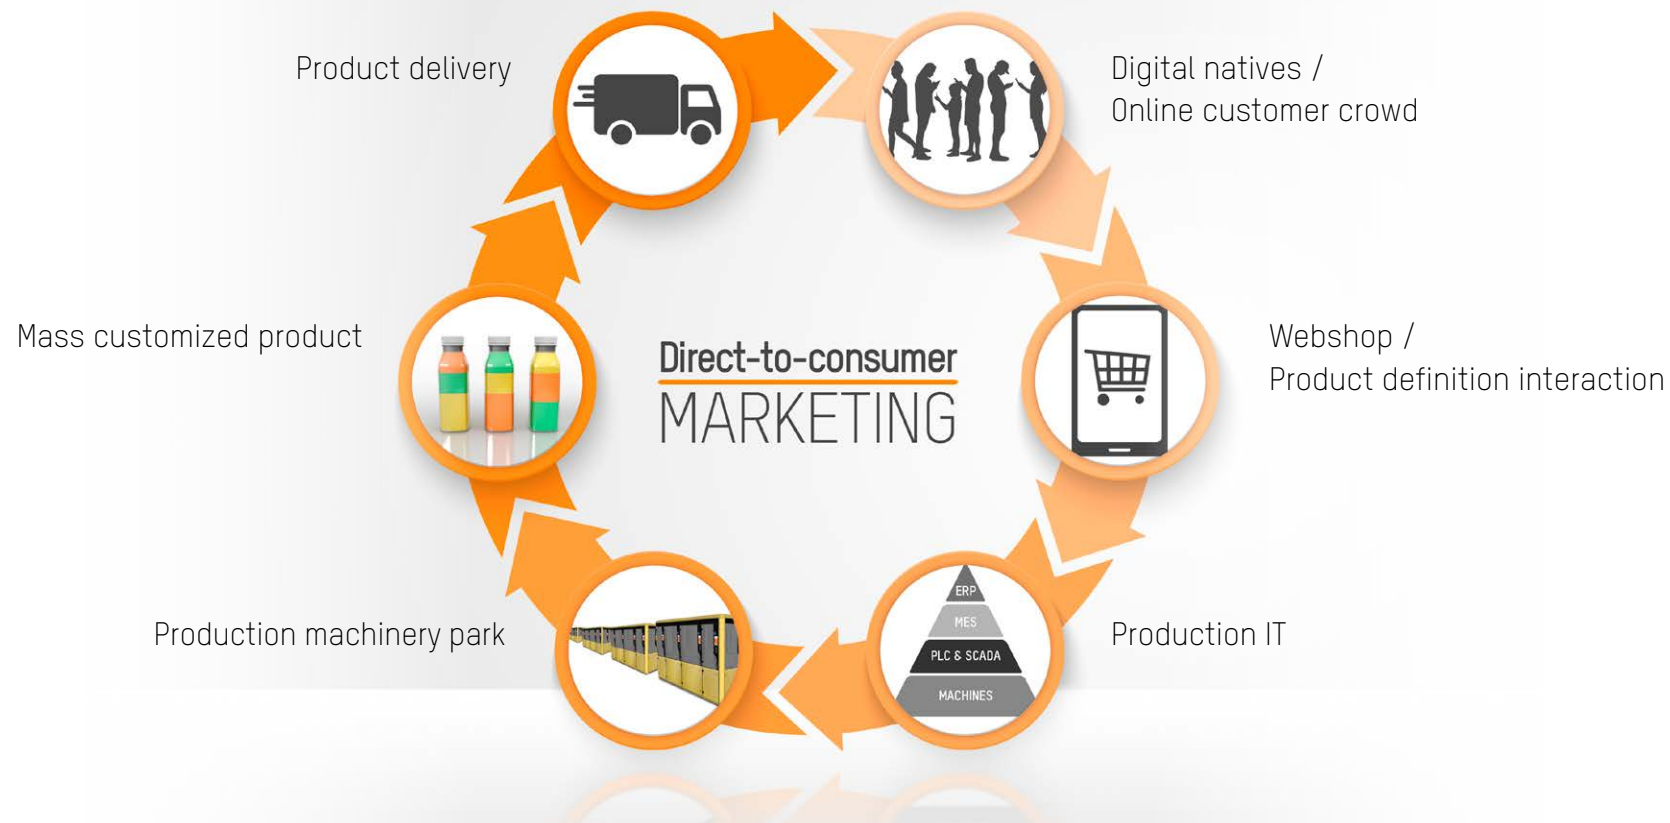 Product delivery
Digital natives /
Online customer crowd
Mass customized product
Direct-to-consumer
MARKETING
Webshop /
Product definition interaction
Production machinery park
ERP
MES
PLC & SCADA
MACHINES
Production IT